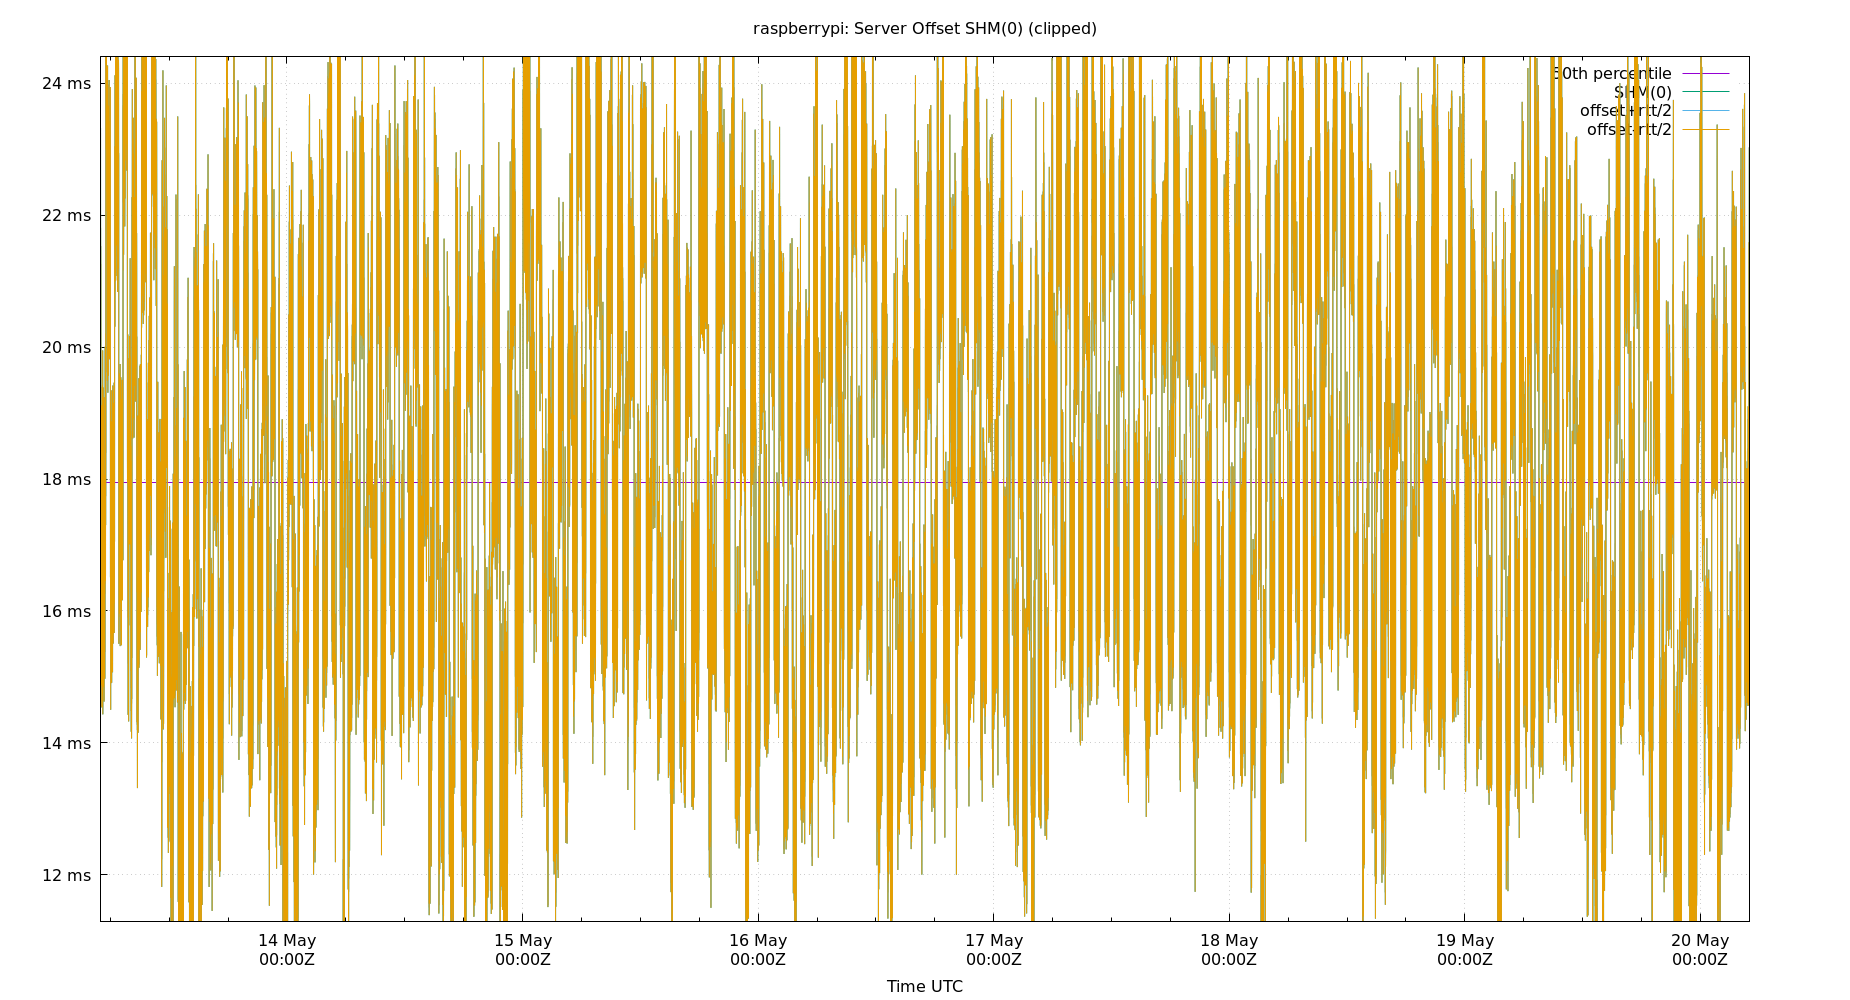 raspberrypi: Server Offset SHM(0) (clipped)
50th percentile
SHM(0)
offset+rtt/2
offset-rtt/2
24 ms
22 ms
20 ms
18 ms
16 ms
14 ms
12 ms
14 May 15 May 16 May 17 May 18 May 19 May 20 May
00:00Z 00:00Z 00:00Z 00:00Z 00:00Z 00:00Z 00:00Z
Time UTC